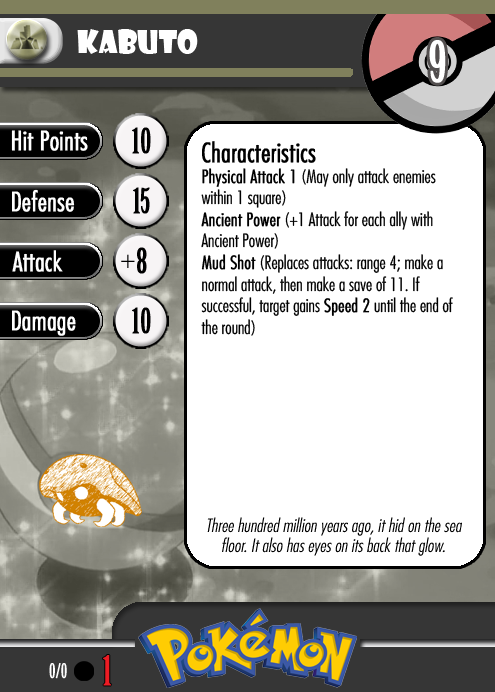 KABUTO
9
Hit Points 10
Defense 15
Attack +8
Damage 10
Characteristics
Physical Attack 1 (May only attack enemies
within 1 square)
Ancient Power (+1 Attack for each ally with
Ancient Power)
Mud Shot (Replaces attacks: range 4; make a
normal attack, then make a save of 11. If
successful, target gains Speed 2 until the end of
the round)
Three hundred million years ago, it hid on the sea
floor. It also has eyes on its back that glow.
0/0 1
POKéMON